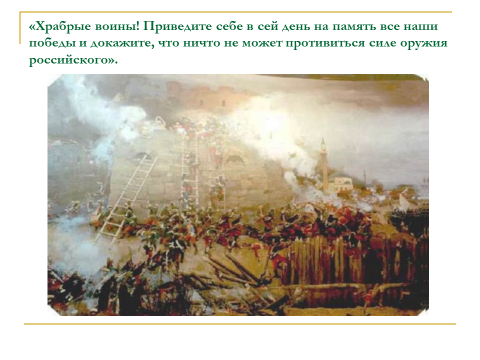 «Храбрые воины! Приведите себе в сей день на память все наши
победы и докажите, что ничто не может противиться силе оружия
российского».